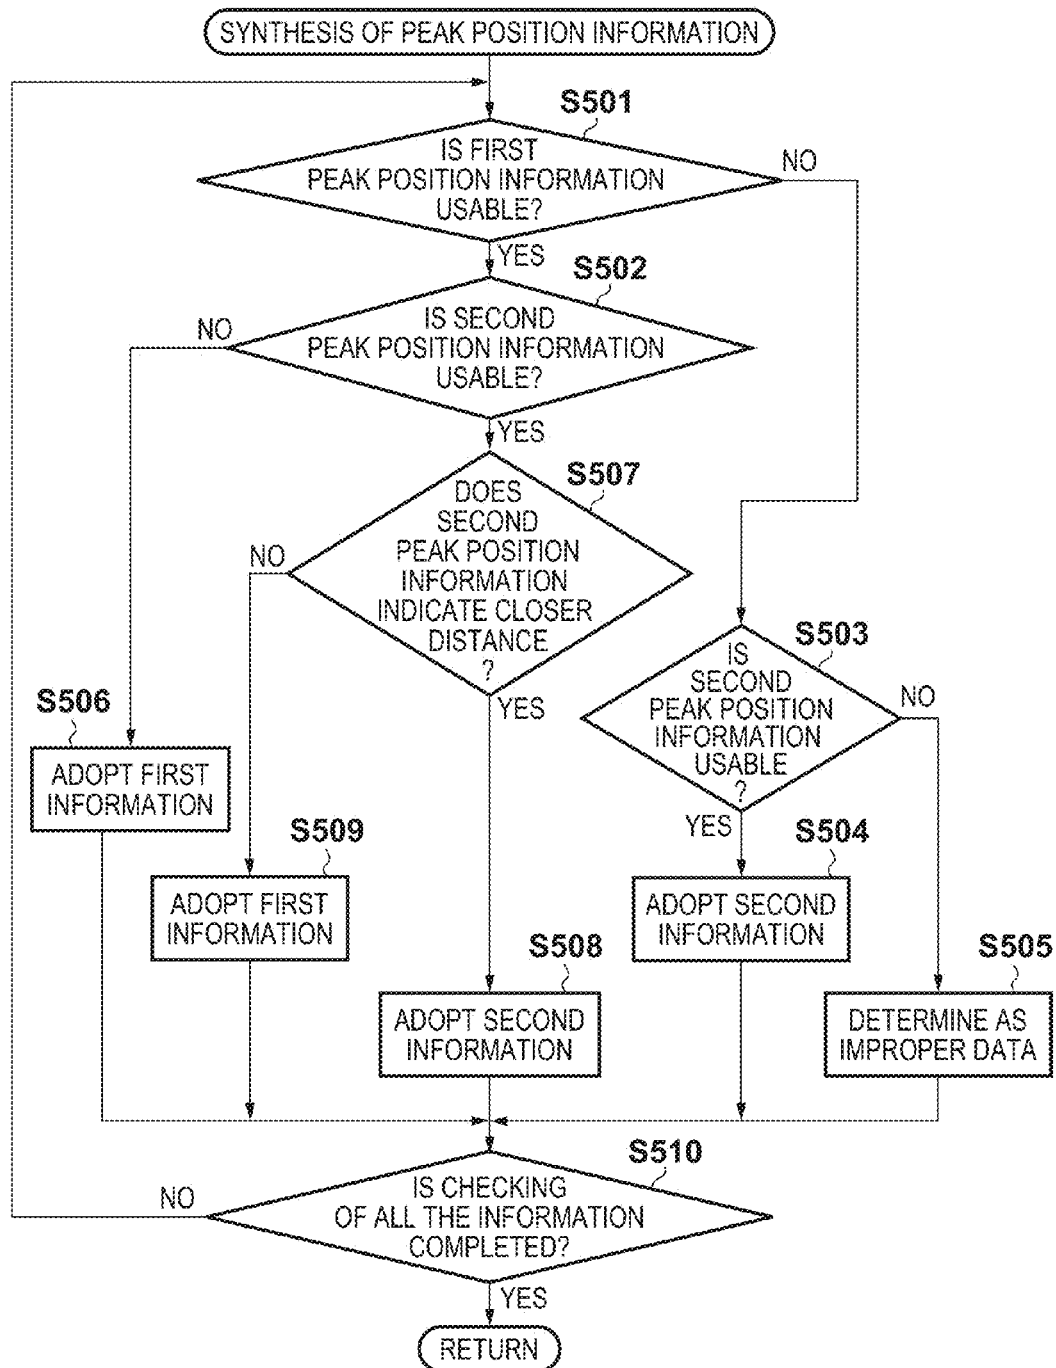 SYNTHESIS OF PEAK POSITION INFORMATION
S501
IS FIRST
PEAK POSITION INFORMATION
USABLE?
NO
YES
S502
IS SECOND
PEAK POSITION INFORMATION
USABLE?
NO
YES
S507
DOES
SECOND
PEAK POSITION
INFORMATION
INDICATE CLOSER
DISTANCE
?
NO
YES
S503
IS
SECOND
PEAK POSITION
INFORMATION
USABLE
?
NO
YES
S506
ADOPT FIRST
INFORMATION
S509
ADOPT FIRST
INFORMATION
S504
ADOPT SECOND
INFORMATION
S508
ADOPT SECOND
INFORMATION
S505
DETERMINE AS
IMPROPER DATA
S510
IS CHECKING
OF ALL THE INFORMATION
COMPLETED?
NO
YES
RETURN